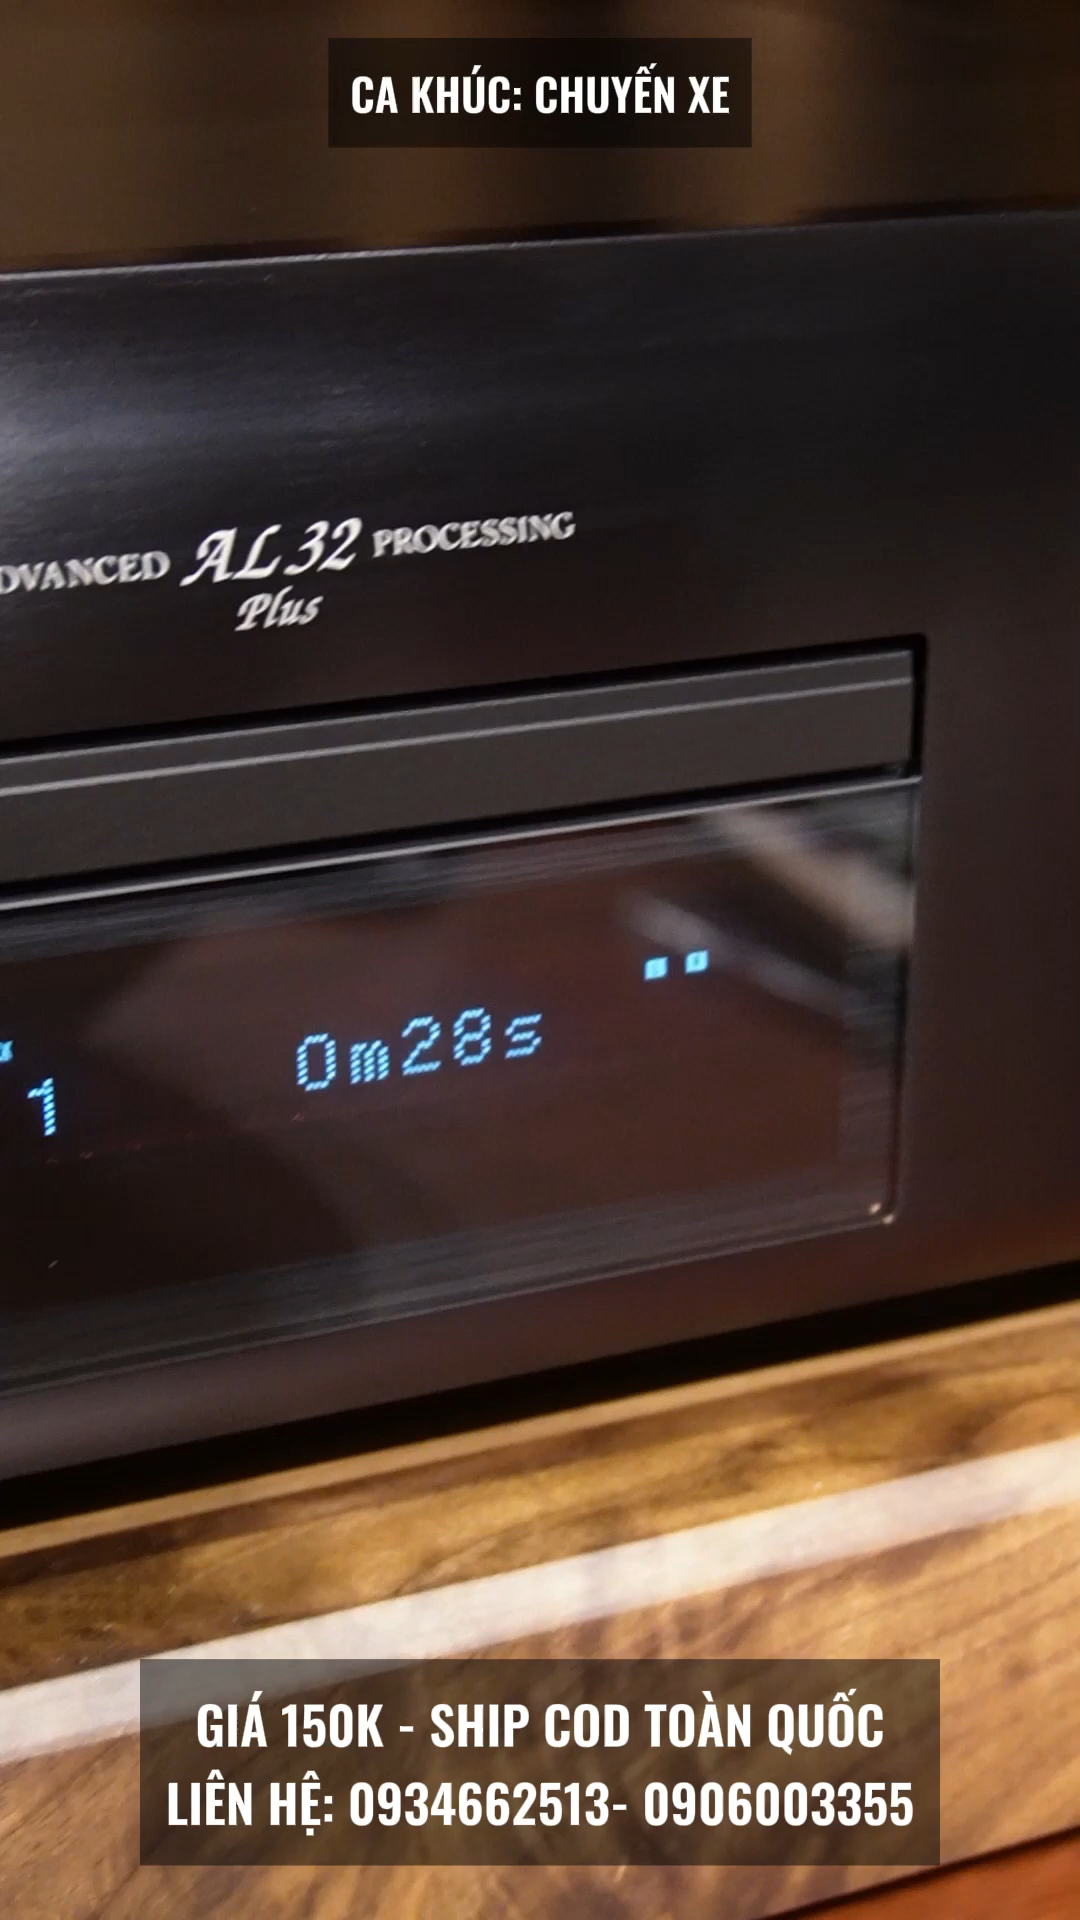 CA KHÚC: CHUYẾN XE
DVANCED AL32 PROCESSING
Plus
1 0m28s
GIÁ 150K - SHIP COD TOÀN QUỐC
LIÊN HỆ: 0934662513- 0906003355